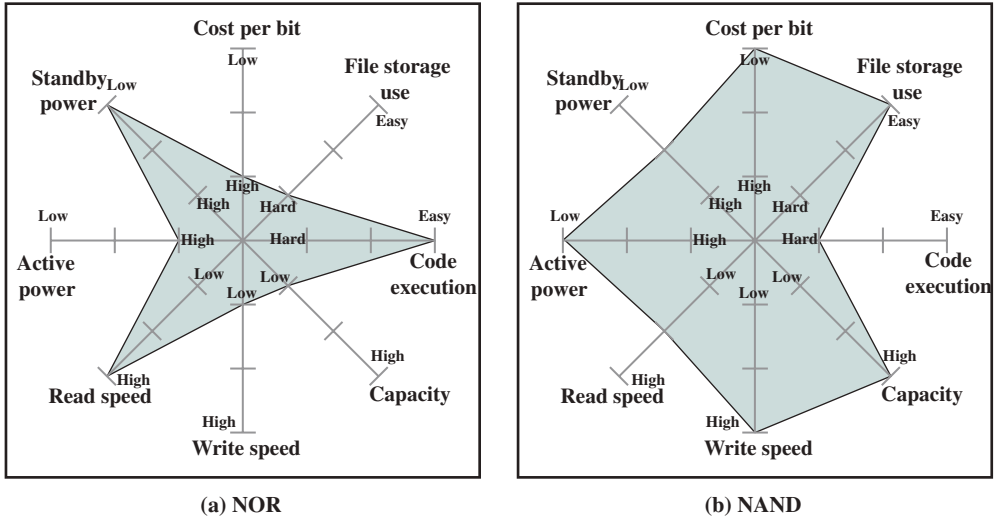 Cost per bit
Low
File storage
use
Easy
Standby
power
Low
High
High
Hard
Low
Active
power
High
Hard
Easy
Code
execution
Low
Low
Low
High
Read speed
High
Capacity
High
Write speed
(a) NOR
Cost per bit
Low
File storage
use
Easy
Standby
power
Low
High
High
Hard
Low
Active
power
High
Hard
Easy
Code
execution
Low
Low
Low
High
Read speed
High
Capacity
High
Write speed
(b) NAND